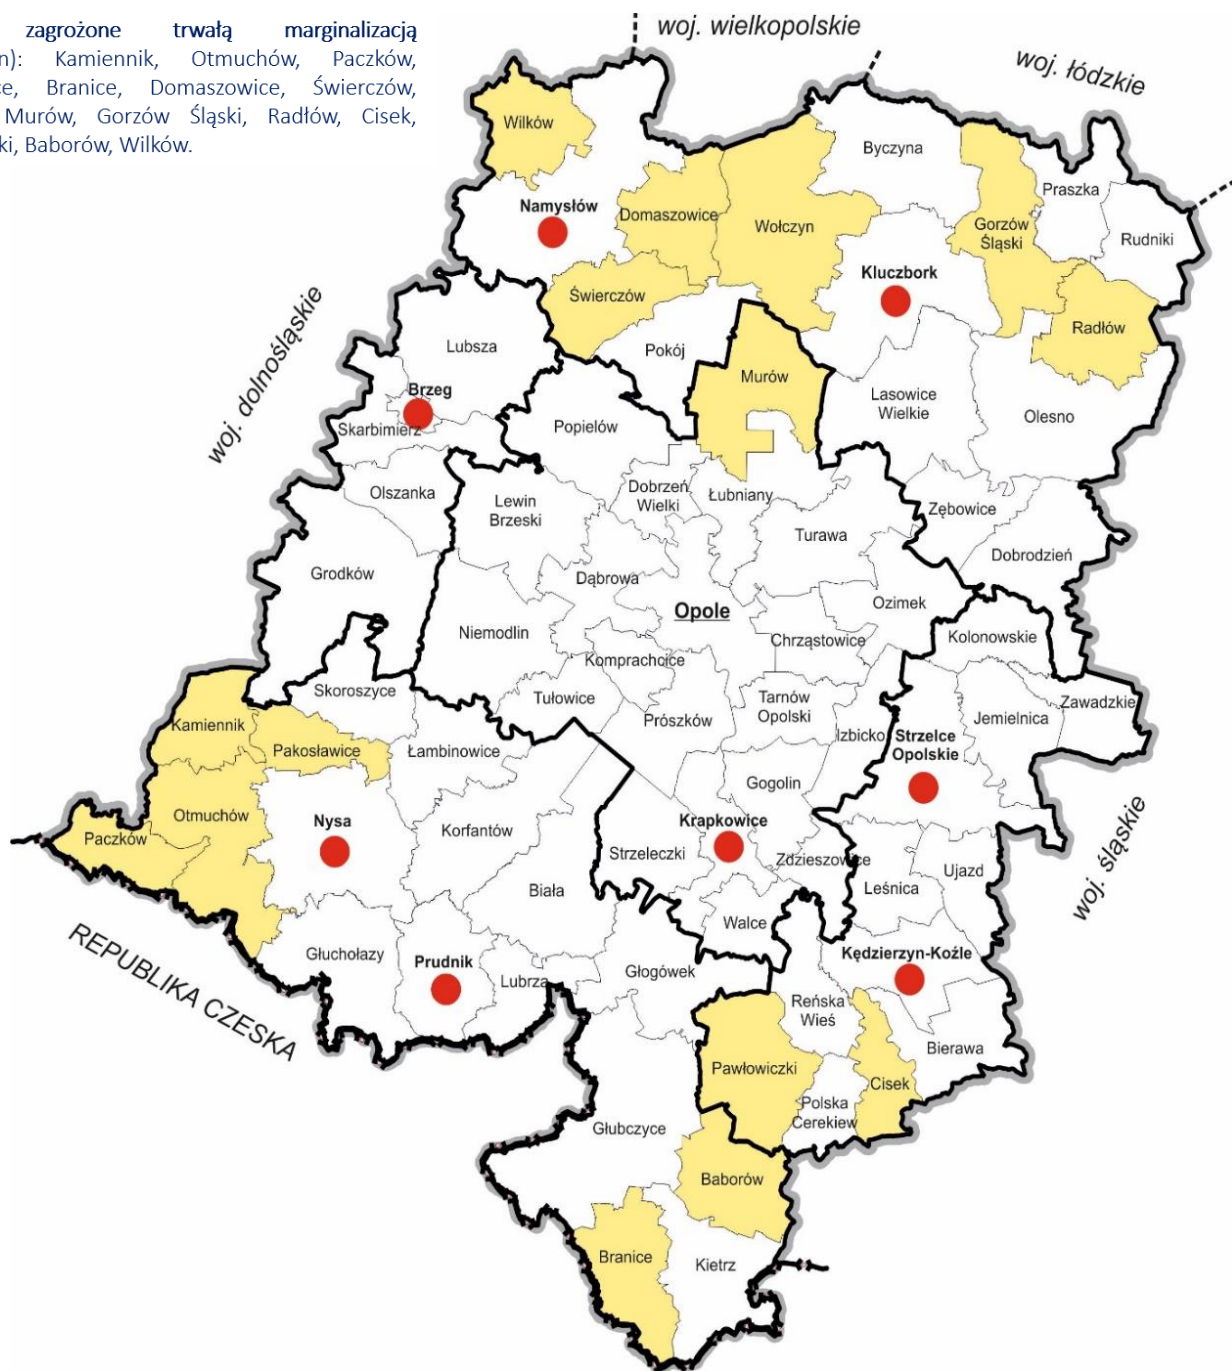 zagrożone trwałą marginalizacją
n): Kamiennik, Otmuchów, Paczków,
ce, Branice, Domaszowice, Świerczów,
Murów, Gorzów Śląski, Radłów, Cisek,
ki, Baborów, Wilków.
woj. wielkopolskie
woj. łódzkie
Wilków
Byczyna
Praszka
Namysłów
Domaszowice
Wołczyn
Gorzów
Śląski
Rudniki
Kluczbork
Świerczów
Radłów
woj. dolnośląskie
Lubsza
Pokój
Murów
Brzeg
Lasowice
Wielkie
Olesno
Skarbimierz
Popielów
Olszanka
Lewin
Brzeski
Dobrzeń
Wielki
Łubniany
Zębowice
Turawa
Dobrodzień
Grodków
Dąbrowa
Opole
Ozimek
Niemodlin
Chrząstowice
Kolonowskie
Komprachcice
Skoroszyce
Tułowice
Tarnów
Opolski
Zawadzkie
Kamiennik
Prószków
Jemielnica
Pakosławice
Łambinowice
Izbicko
Strzelce
Opolskie
Gogolin
Otmuchów
Nysa
Korfantów
Krapkowice
Paczków
Strzeleczki
Zdzieszowice
woj. śląskie
Ujazd
Biała
Leśnica
Walce
REPUBLIKA CZESKA
Głuchołazy
Prudnik
Lubrza
Głogówek
Kędzierzyn-Koźle
Reńska
Wieś
Bierawa
Pawłowiczki
Cisek
Polska
Cerekiew
Głubczyce
Baborów
Branice
Kietrz